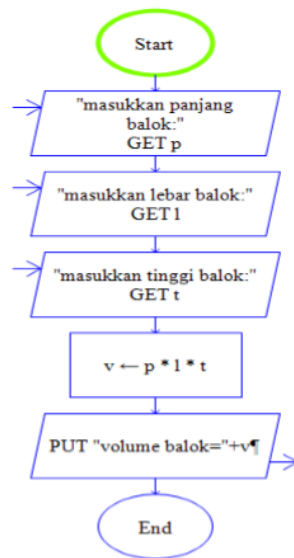 Start
"masukkan panjang
balok:"
GET p
"masukkan lebar balok:"
GET l
"masukkan tinggi balok:"
GET t
v ← p * l * t
PUT "volume balok="+v¶
End